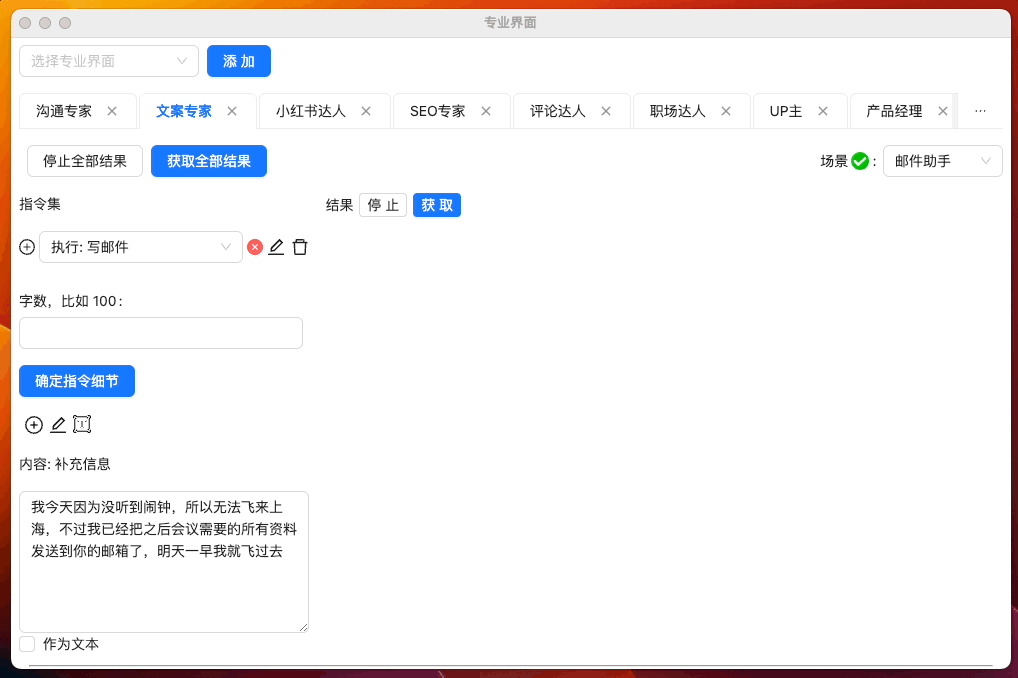 专业界面
选择专业界面
添 加
沟通专家
文案专家
小红书达人
SEO专家
评论达人
职场达人
UP主
产品经理
···
停止全部结果
获取全部结果
场景 :
邮件助手
指令集
结果
停 止
获 取
执行: 写邮件
字数，比如 100 :
确定指令细节
T
内容: 补充信息
我今天因为没听到闹钟，所以无法飞来上
海，不过我已经把之后会议需要的所有资料
发送到你的邮箱了，明天一早我就飞过去
作为文本